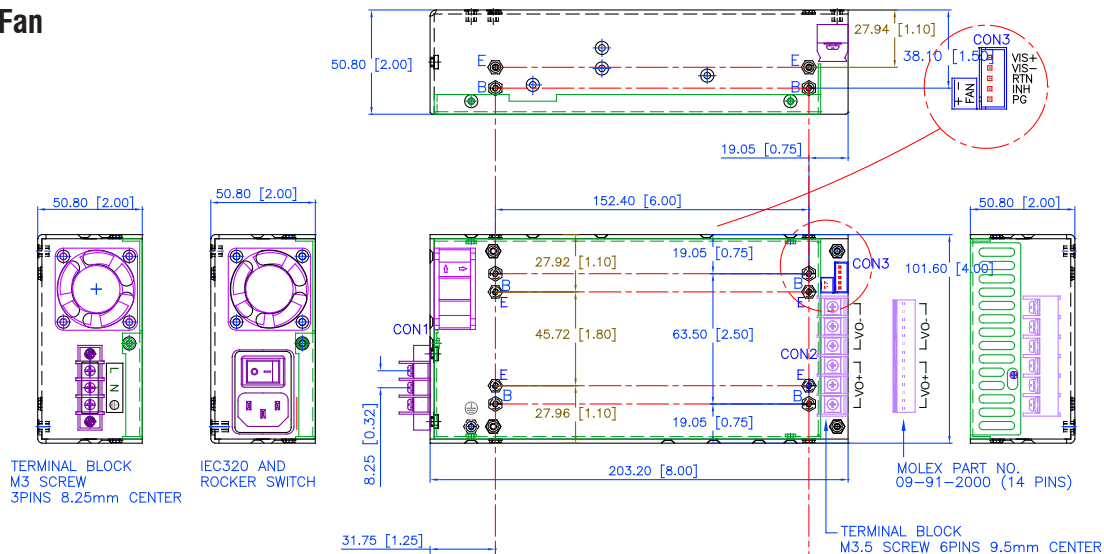 Fan
27.94 [1.10]
50.80 [2.00]
38.10 [1.50]
E
B
E
B
CON3
VIS+
VIS-
RTN
INH
PG
+ -
FAN
19.05 [0.75]
50.80 [2.00]
50.80 [2.00]
152.40 [6.00]
50.80 [2.00]
27.92 [1.10]
19.05 [0.75]
CON3
101.60 [4.00]
B
E
B
E
CON1
45.72 [1.80]
63.50 [2.50]
CON2
VO-
VO+
VO-
VO+
L
N
E
B
E
B
27.96 [1.10]
19.05 [0.75]
8.25 [0.32]
203.20 [8.00]
TERMINAL BLOCK
M3 SCREW
3PINS 8.25mm CENTER
IEC320 AND
ROCKER SWITCH
MOLEX PART NO.
09-91-2000 (14 PINS)
31.75 [1.25]
TERMINAL BLOCK
M3.5 SCREW 6PINS 9.5mm CENTER